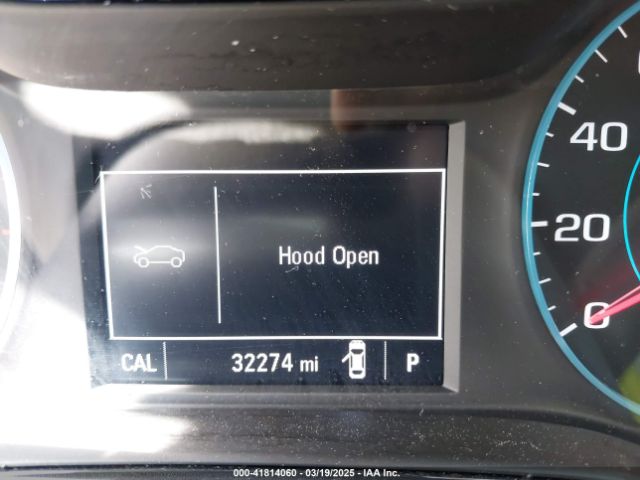 40
20
0
Hood Open
CAL 32274 mi P
000-41814060 - 03/19/2025 - IAA Inc.